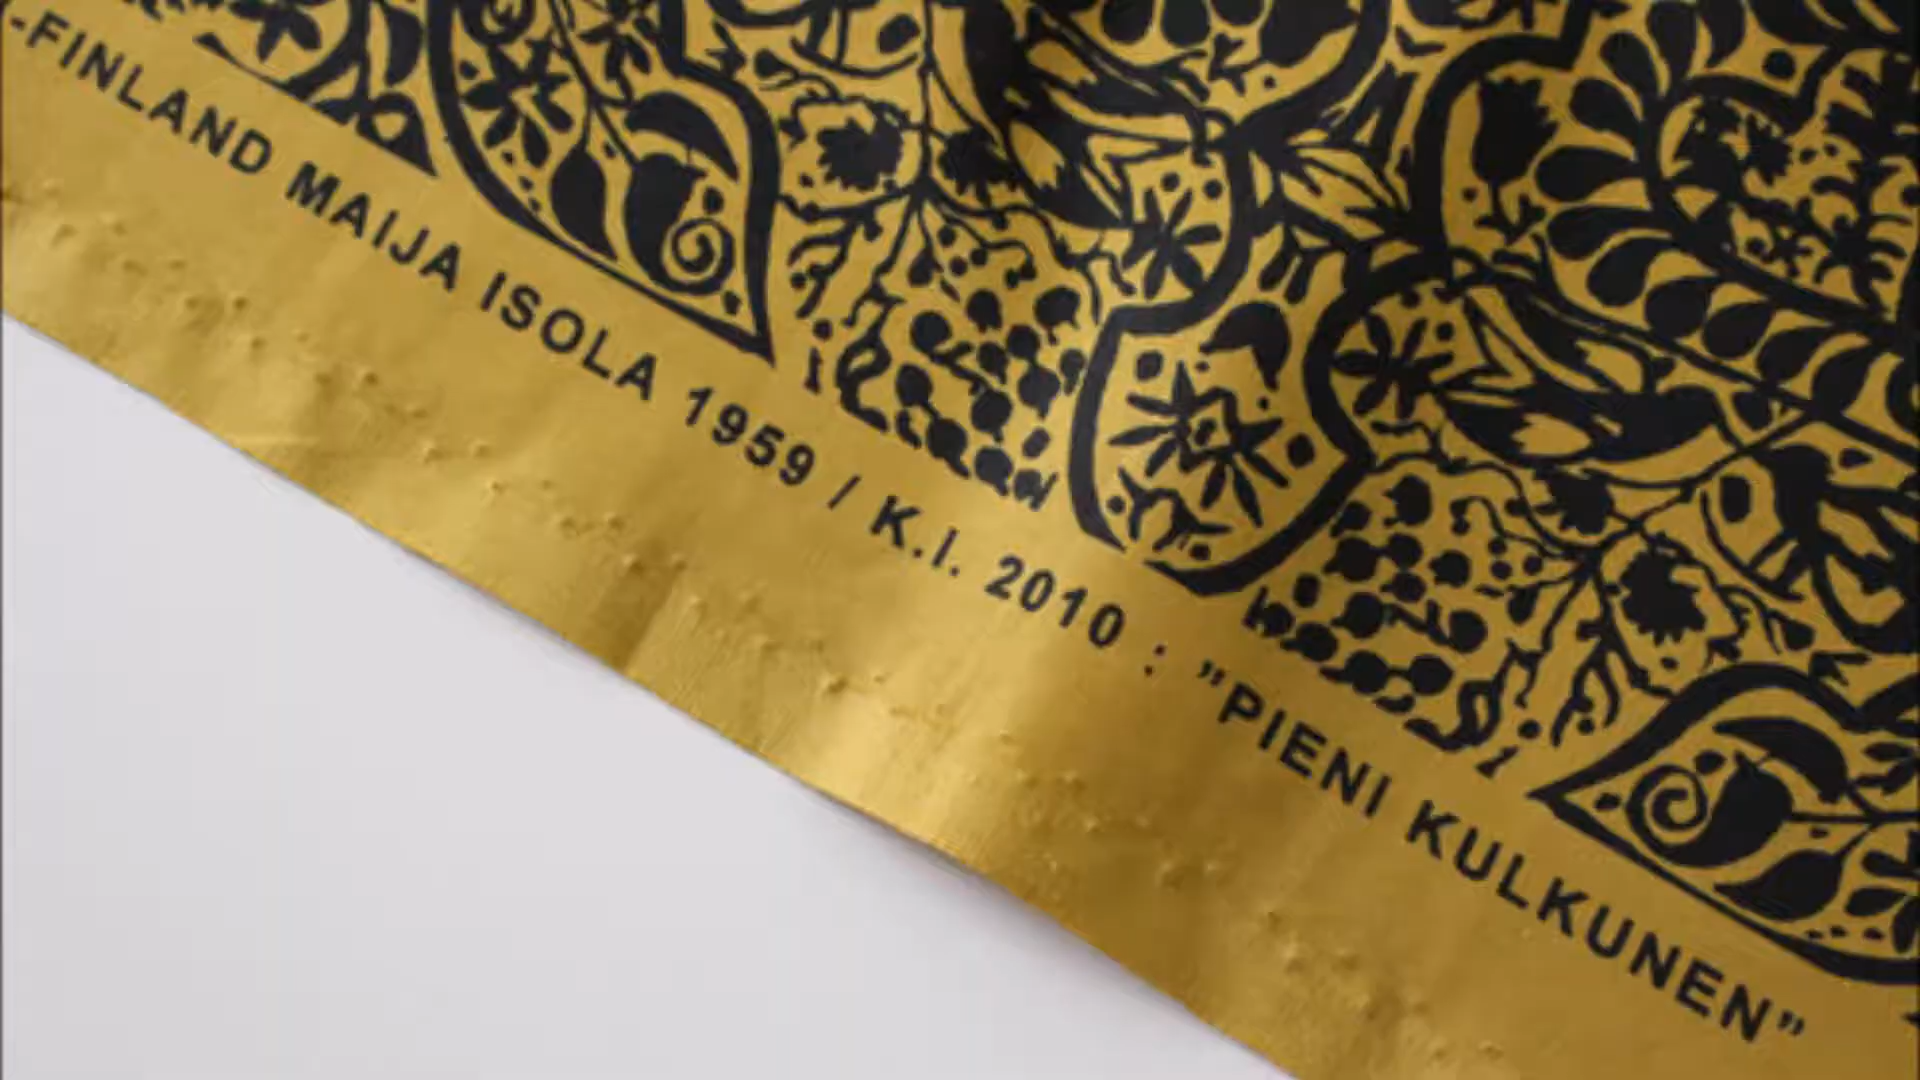 -FINLAND MAIJA ISOLA 1959 / K.I. 2010 : ”PIENI KULKUNEN”